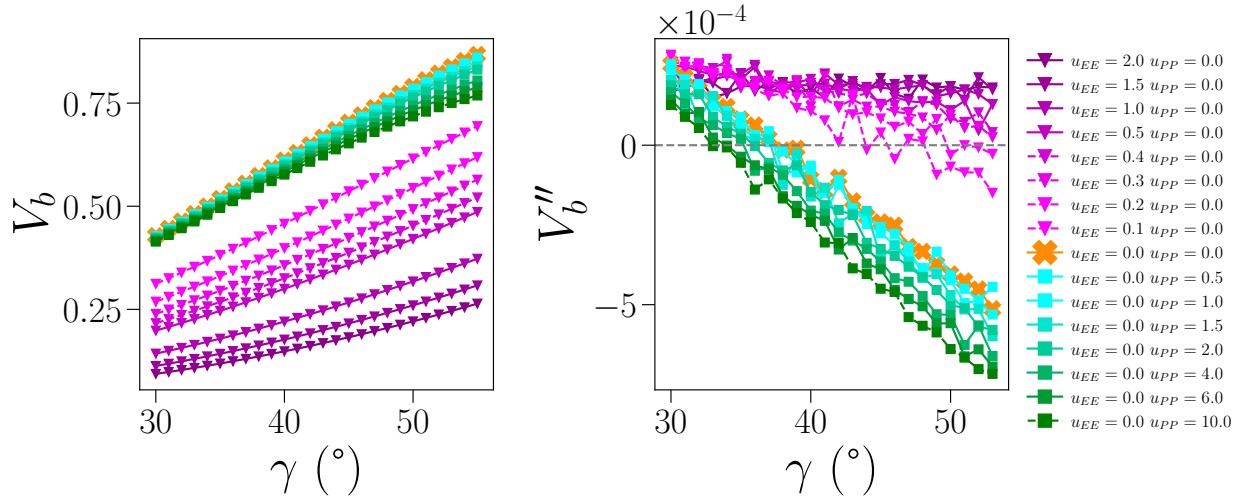 ×10⁻⁴
V_b
0.75
0.50
0.25
30
40
50
γ (°)
V_b''
0
−5
30
40
50
γ (°)
u_EE = 2.0 u_PP = 0.0
u_EE = 1.5 u_PP = 0.0
u_EE = 1.0 u_PP = 0.0
u_EE = 0.5 u_PP = 0.0
u_EE = 0.4 u_PP = 0.0
u_EE = 0.3 u_PP = 0.0
u_EE = 0.2 u_PP = 0.0
u_EE = 0.1 u_PP = 0.0
u_EE = 0.0 u_PP = 0.0
u_EE = 0.0 u_PP = 0.5
u_EE = 0.0 u_PP = 1.0
u_EE = 0.0 u_PP = 1.5
u_EE = 0.0 u_PP = 2.0
u_EE = 0.0 u_PP = 4.0
u_EE = 0.0 u_PP = 6.0
u_EE = 0.0 u_PP = 10.0